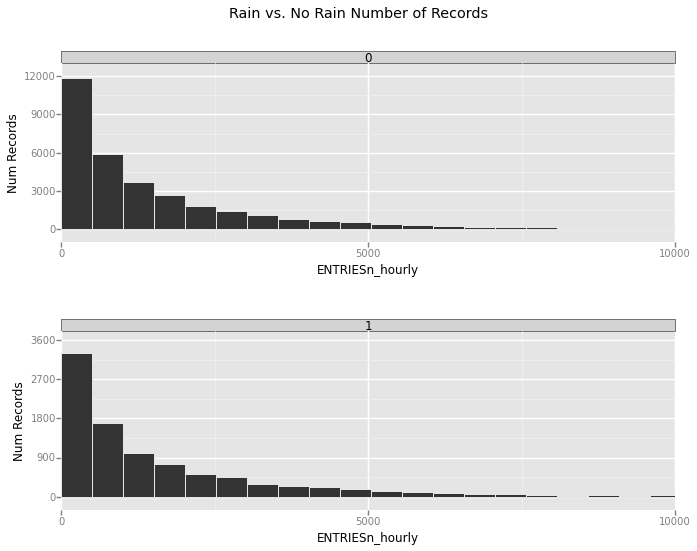 Rain vs. No Rain Number of Records
0
12000
9000
6000
3000
0
Num Records
0 5000 10000
ENTRIESn_hourly
1
3600
2700
1800
900
0
Num Records
0 5000 10000
ENTRIESn_hourly